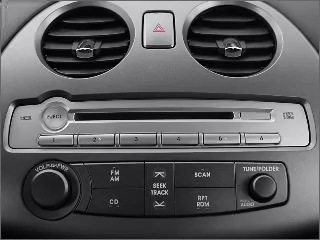 EJECT
1 2 3 4 5 6
VOL/PUSH PWR
FM
AM
SCAN
TUNE/FOLDER
SEEK
TRACK
CD
RPT
RDM
AUDIO